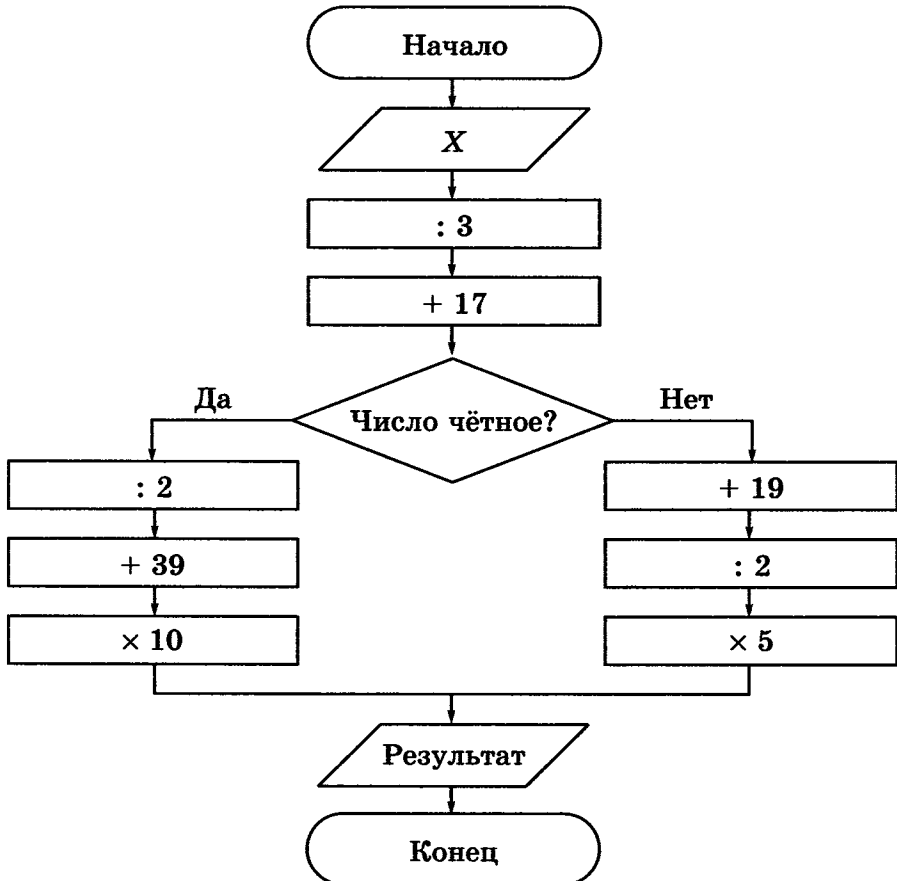 Начало
X
: 3
+ 17
Число чётное?
Да
Нет
: 2
+ 39
× 10
+ 19
: 2
× 5
Результат
Конец